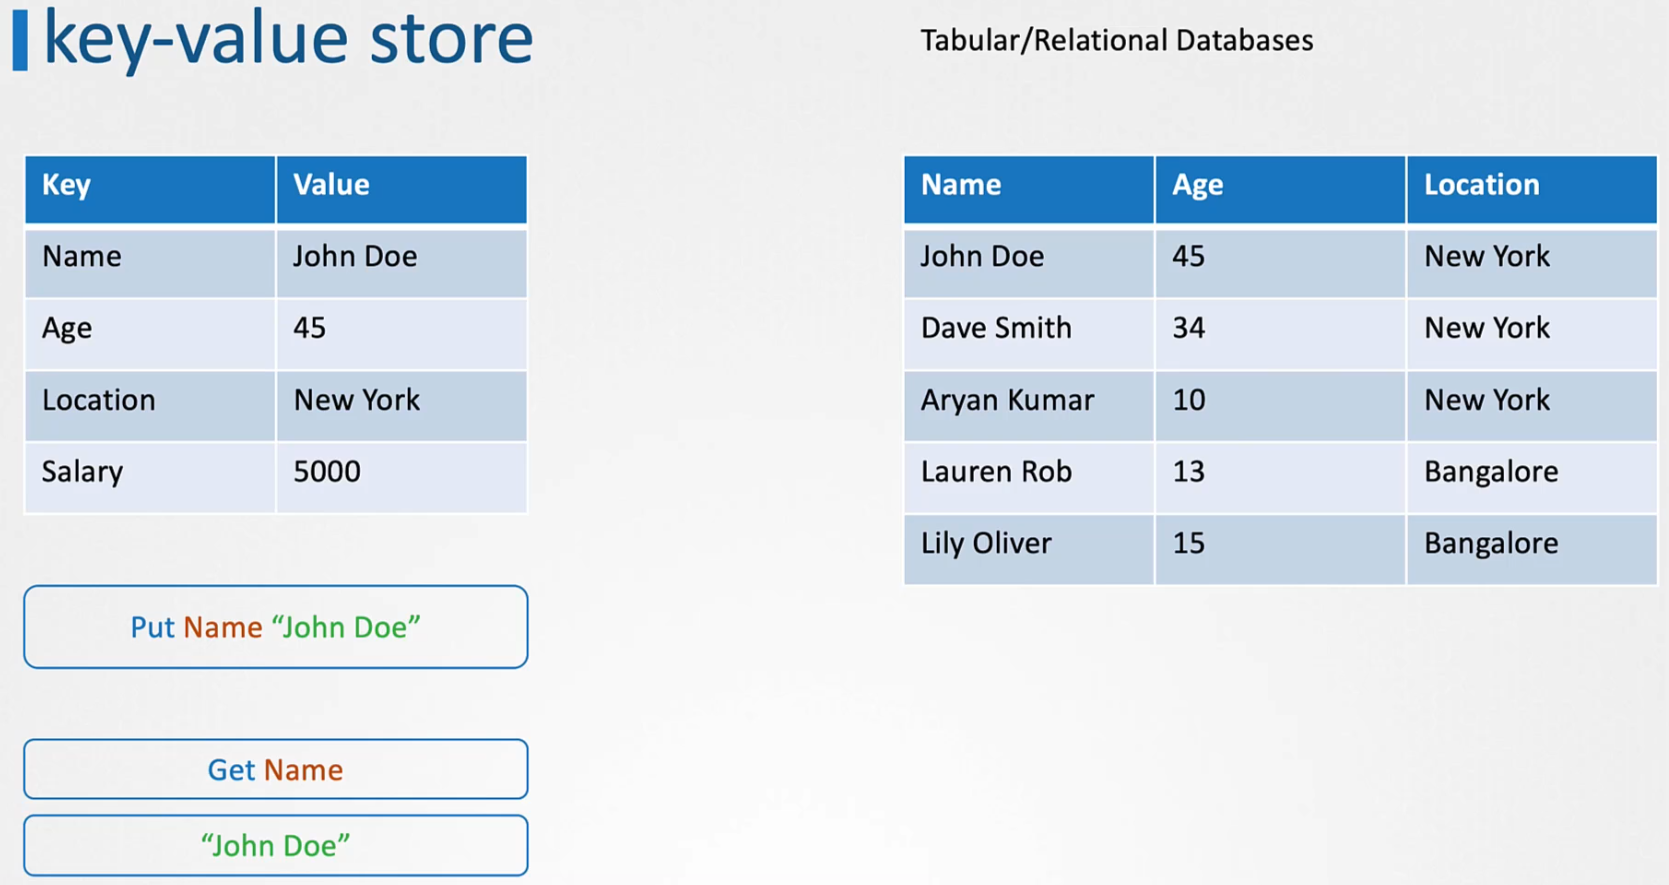 key-value store
Tabular/Relational Databases
Key Value
Name John Doe
Age 45
Location New York
Salary 5000
Put Name “John Doe”
Get Name
“John Doe”
Name Age Location
John Doe 45 New York
Dave Smith 34 New York
Aryan Kumar 10 New York
Lauren Rob 13 Bangalore
Lily Oliver 15 Bangalore